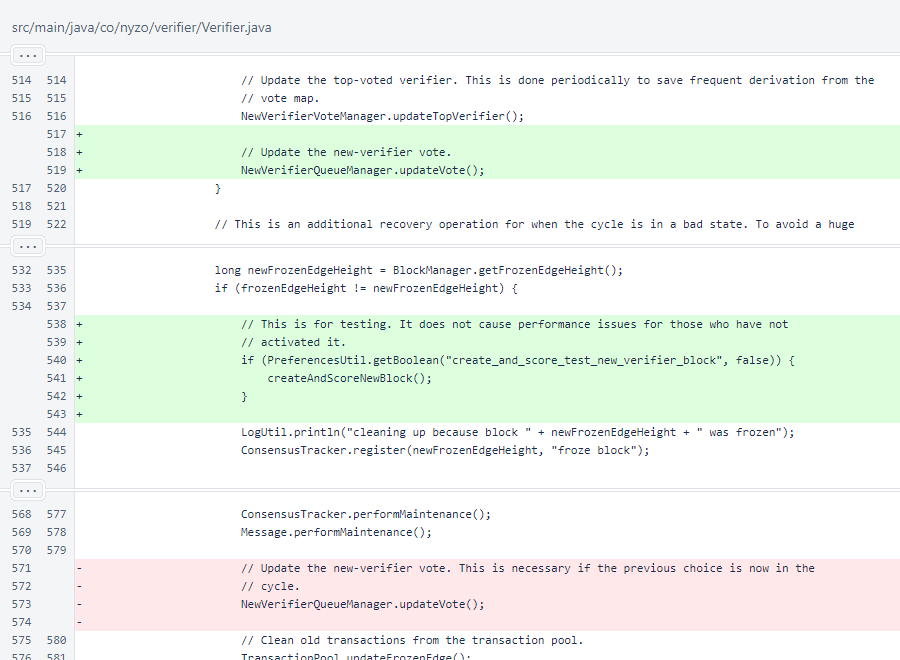 src/main/java/co/nyzo/verifier/Verifier.java
...
514 514 // Update the top-voted verifier. This is done periodically to save frequent derivation from the
515 515 // vote map.
516 516 NewVerifierVoteManager.updateTopVerifier();
517 +
518 + // Update the new-verifier vote.
519 + NewVerifierQueueManager.updateVote();
517 520 }
518 521
519 522 // This is an additional recovery operation for when the cycle is in a bad state. To avoid a huge
...
532 535 long newFrozenEdgeHeight = BlockManager.getFrozenEdgeHeight();
533 536 if (frozenEdgeHeight != newFrozenEdgeHeight) {
534 537
538 + // This is for testing. It does not cause performance issues for those who have not
539 + // activated it.
540 + if (PreferencesUtil.getBoolean("create_and_score_test_new_verifier_block", false)) {
541 + createAndScoreNewBlock();
542 + }
543 +
535 544 LogUtil.println("cleaning up because block " + newFrozenEdgeHeight + " was frozen");
536 545 ConsensusTracker.register(newFrozenEdgeHeight, "froze block");
537 546
...
568 577 ConsensusTracker.performMaintenance();
569 578 Message.performMaintenance();
570 579
571 - // Update the new-verifier vote. This is necessary if the previous choice is now in the
572 - // cycle.
573 - NewVerifierQueueManager.updateVote();
574 -
575 580 // Clean old transactions from the transaction pool.
576 581 TransactionPool.updateFrozenEdge();